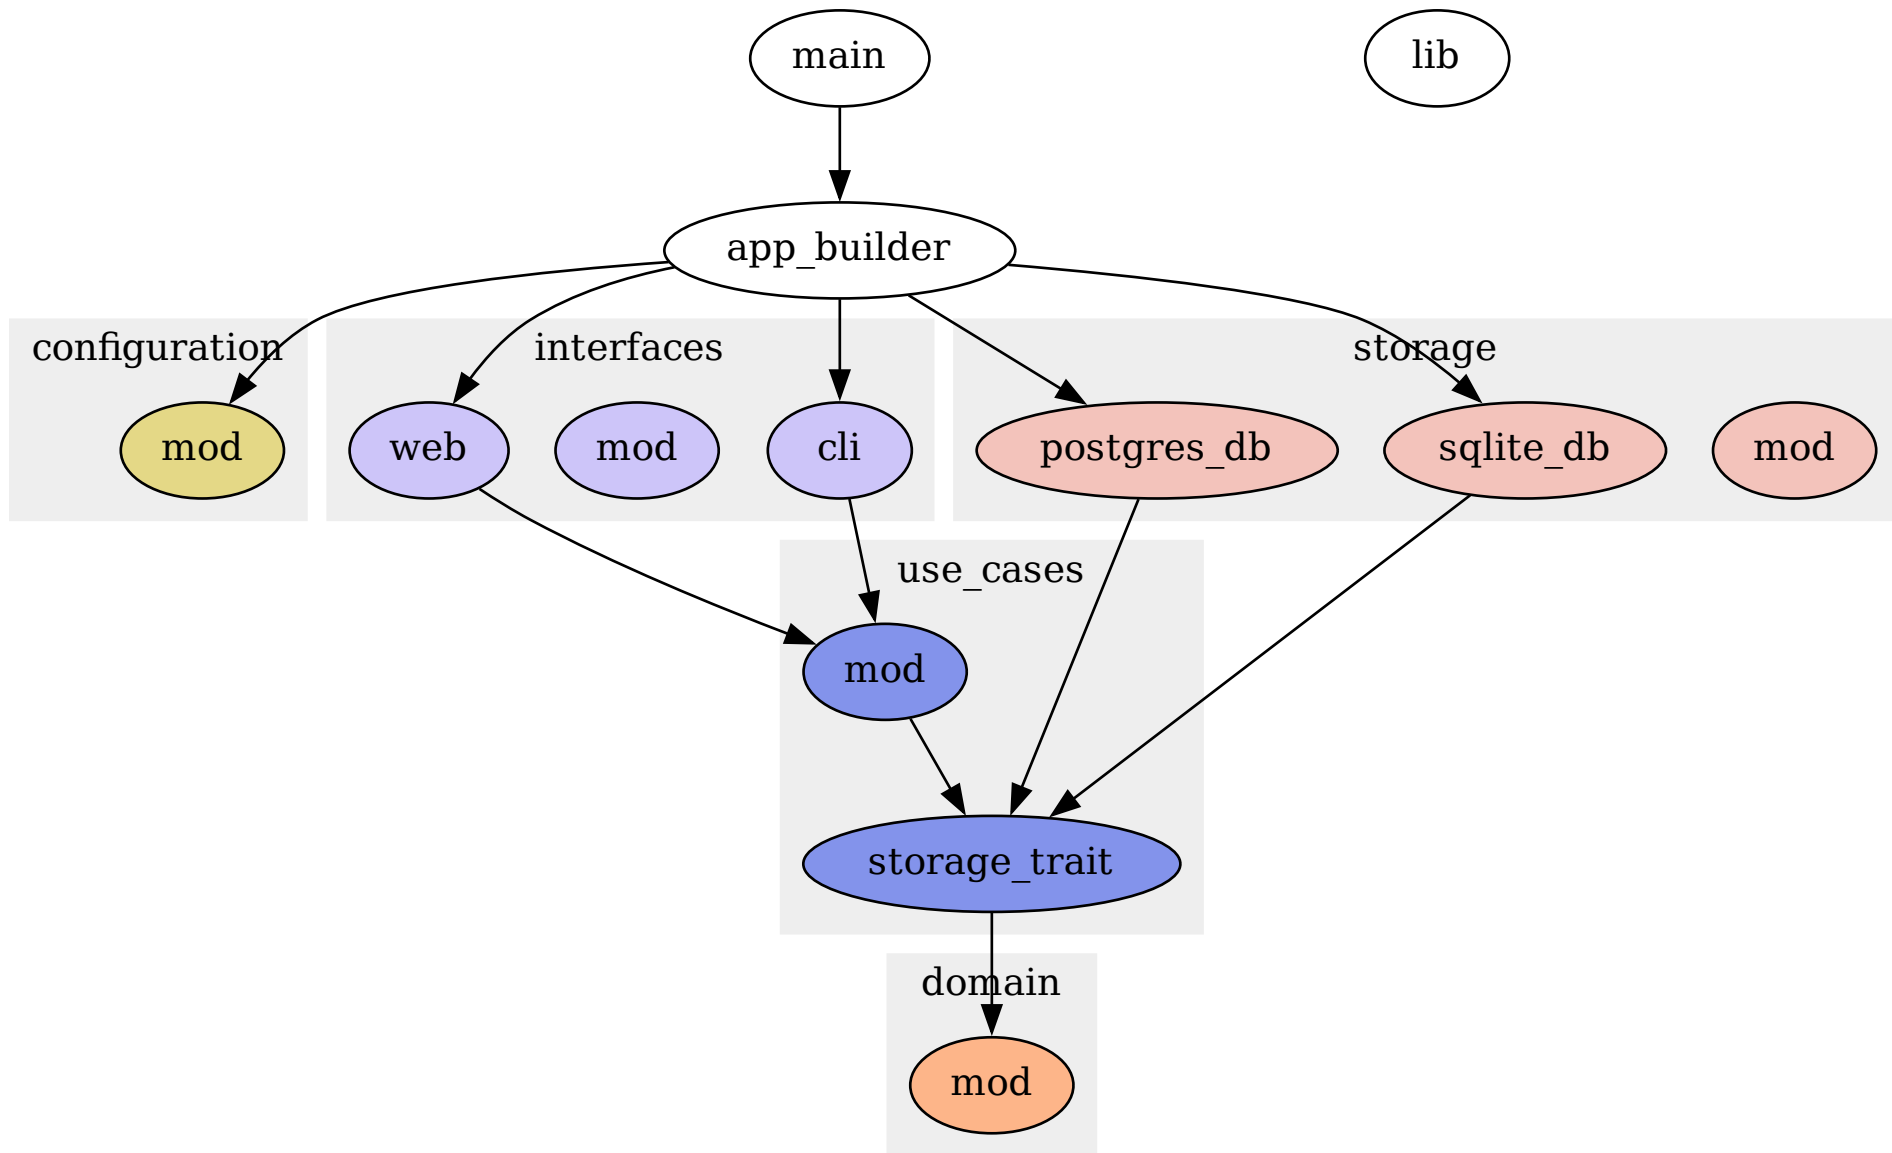 main
lib
app_builder
configuration
interfaces
storage
mod
web
mod
cli
postgres_db
sqlite_db
mod
use_cases
mod
storage_trait
domain
mod